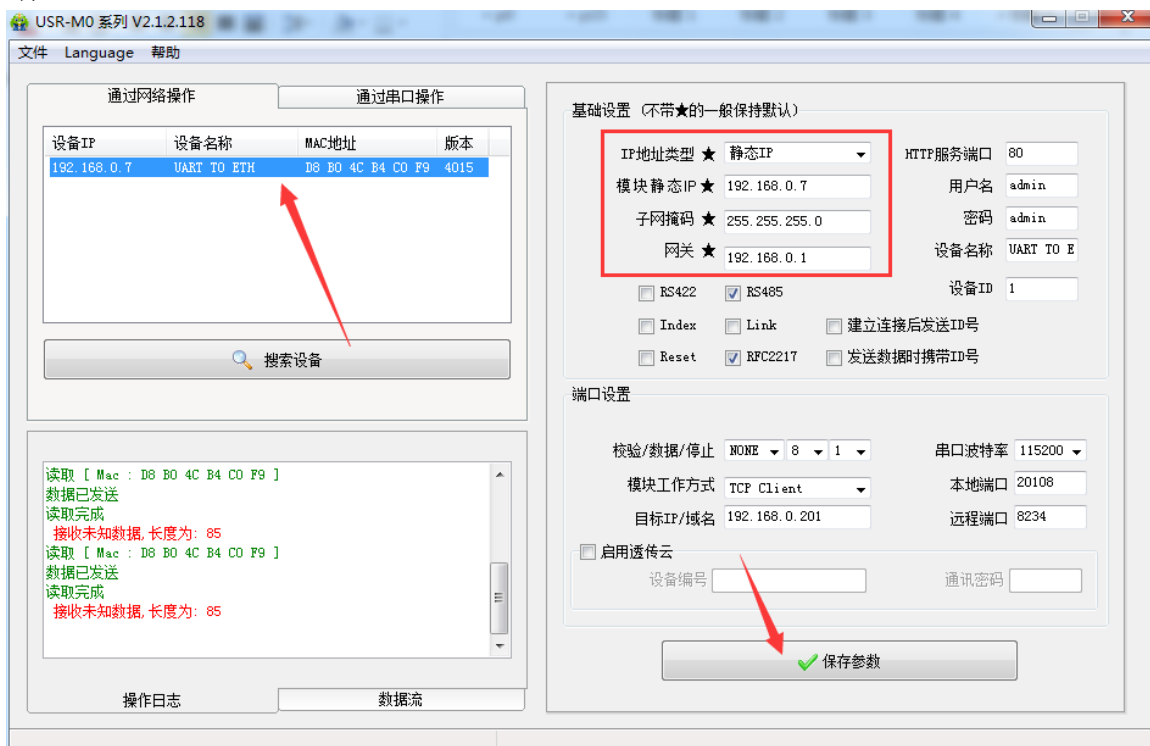 USR-M0 系列 V2.1.2.118
文件 Language 帮助
通过网络操作 通过串口操作
设备IP 设备名称 MAC地址 版本
192.168.0.7 UART TO ETH D8 B0 4C B4 C0 F9 4015
搜索设备
读取 [ Mac : D8 B0 4C B4 C0 F9 ]
数据已发送
读取完成
接收未知数据,长度为: 85
读取 [ Mac : D8 B0 4C B4 C0 F9 ]
数据已发送
读取完成
接收未知数据,长度为: 85
操作日志 数据流
基础设置 (不带★的一般保持默认)
IP地址类型 ★ 静态IP HTTP服务端口 80
模块静态IP★ 192.168.0.7 用户名 admin
子网掩码 ★ 255.255.255.0 密码 admin
网关 ★ 192.168.0.1 设备名称 UART TO E
RS422 RS485 设备ID 1
Index Link 建立连接后发送ID号
Reset RFC2217 发送数据时携带ID号
端口设置
校验/数据/停止 NONE 8 1 串口波特率 115200
模块工作方式 TCP Client 本地端口 20108
目标IP/域名 192.168.0.201 远程端口 8234
启用透传云
设备编号 通讯密码
保存参数